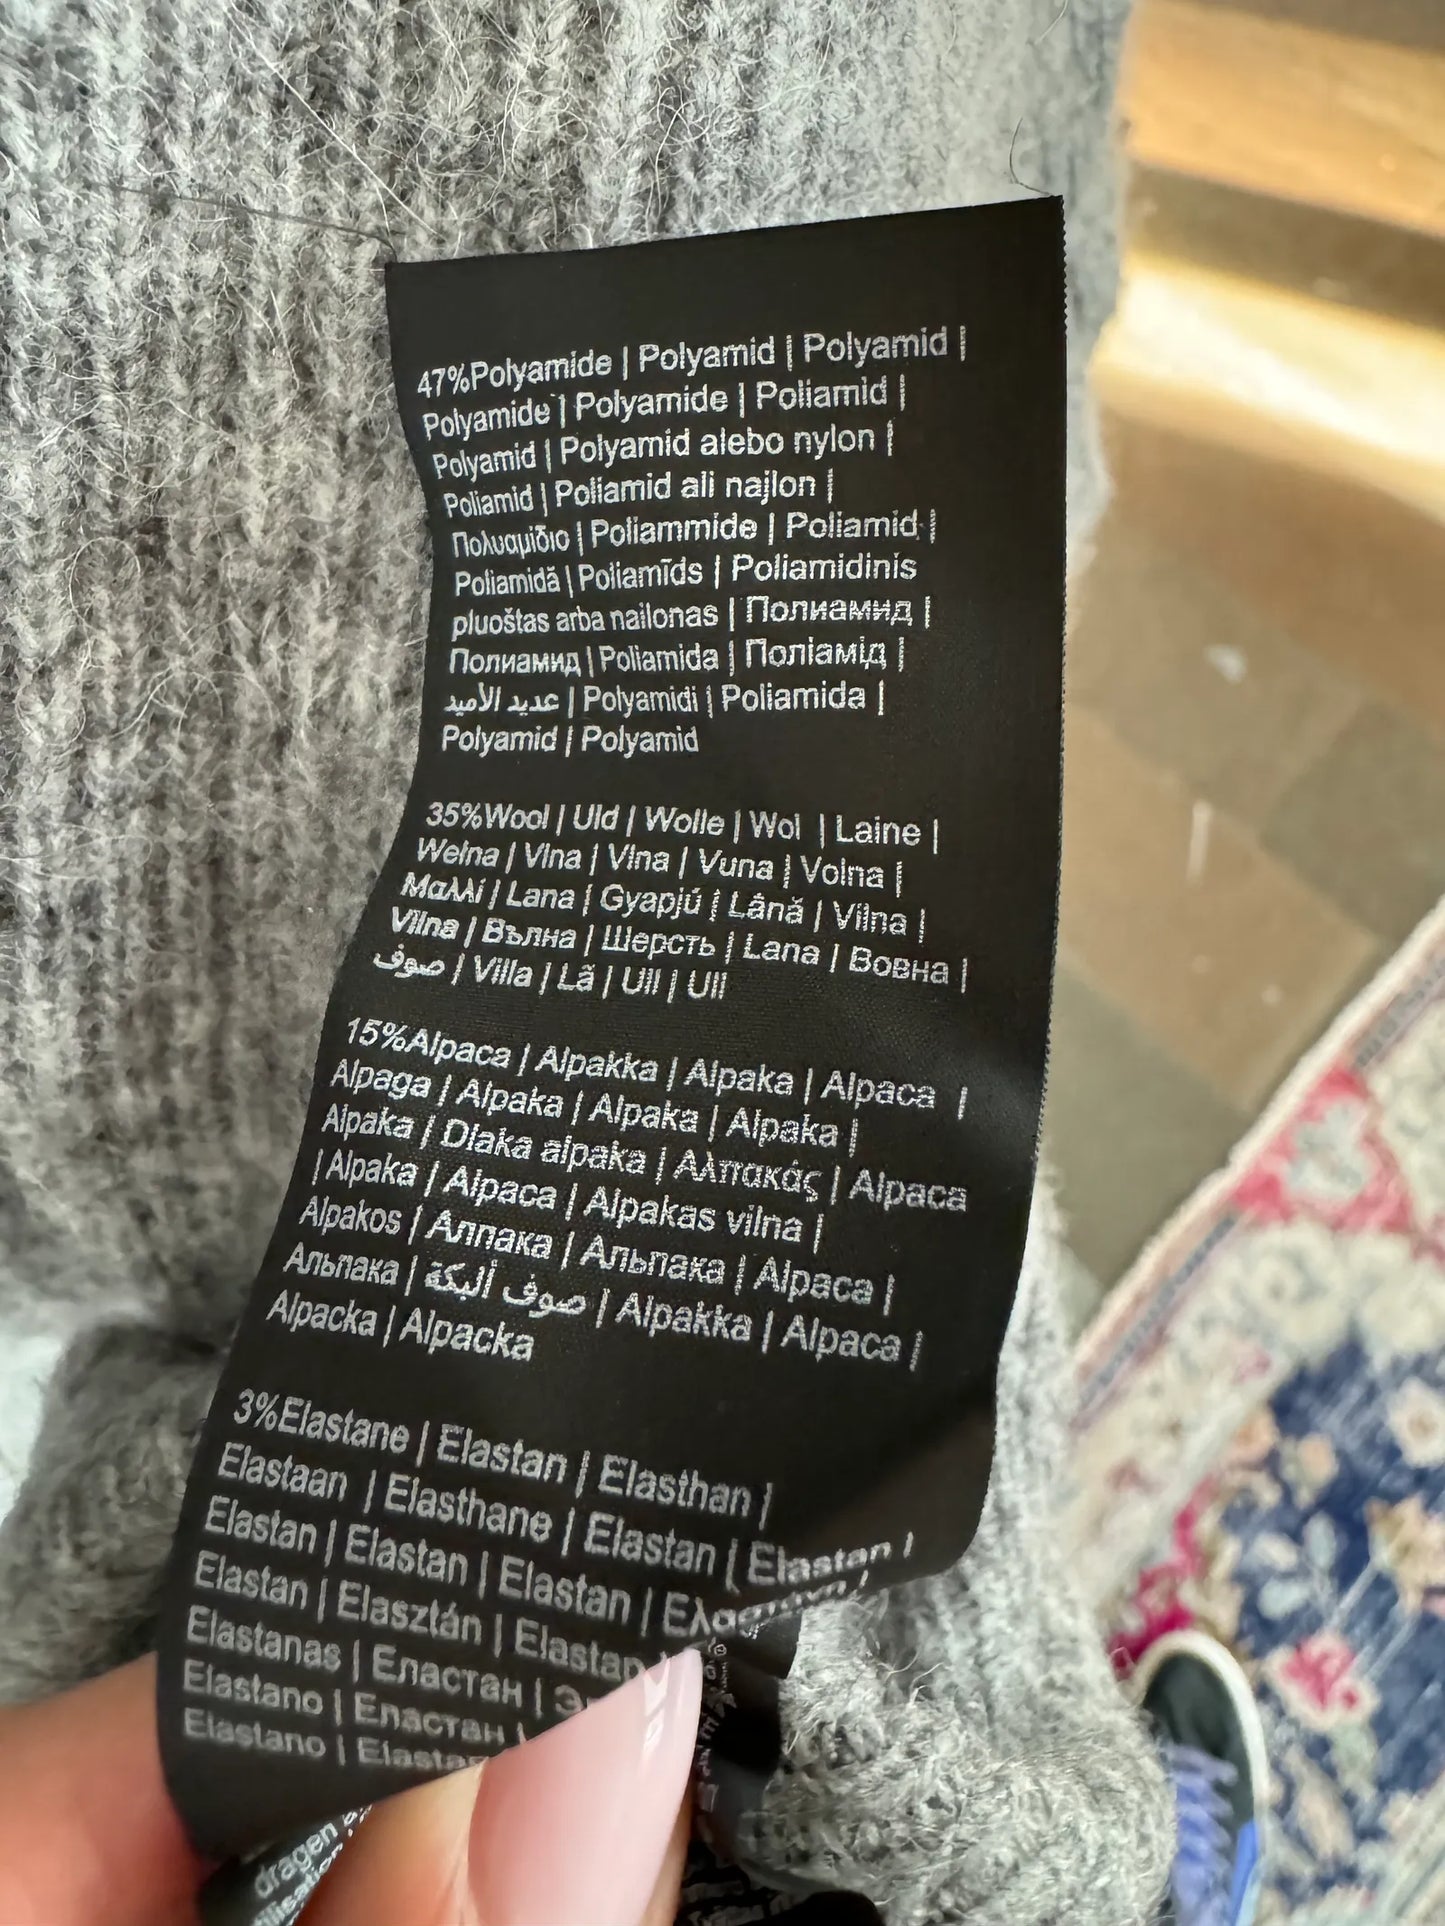 47%Polyamide | Polyamid | Polyamid |
Polyamide | Polyamide | Poliamid |
Polyamid | Polyamid alebo nylon |
Poliamid | Poliamid ali najlon |
Πολυαμίδιο | Poliammide | Poliamid |
Poliamidă | Poliamīds | Poliamidinis
pluoštas arba nailonas | Полиамид |
Полиамид | Poliamida | Поліамід |
عديد الأميد | Polyamidi | Poliamida |
Polyamid | Polyamid
35%Wool | Uld | Wolle | Wol | Laine |
Wełna | Vlna | Vlna | Vuna | Volna |
Μαλλί | Lana | Gyapjú | Lână | Vilna |
Vilna | Вълна | Шерсть | Lana | Вовна |
صوف | Villa | Lã | Ull | Ull
15%Alpaca | Alpakka | Alpaka | Alpaca |
Alpaga | Alpaka | Alpaka | Alpaka |
Alpaka | Dlaka alpaka | Αλπακάς | Alpaca
| Alpaka | Alpaca | Alpakas vilna |
Alpakos | Алпака | Альпака | Alpaca |
Альпака | صوف ألبكة | Alpakka | Alpaca |
Alpacka | Alpacka
3%Elastane | Elastan | Elasthan |
Elastaan | Elasthane | Elastan | Elastan |
Elastan | Elastan | Elastan |
Elastan | Elasztán | Elastan
Elastanas | Еластан |
Elastano | Еластан |
Elastano |
dragen